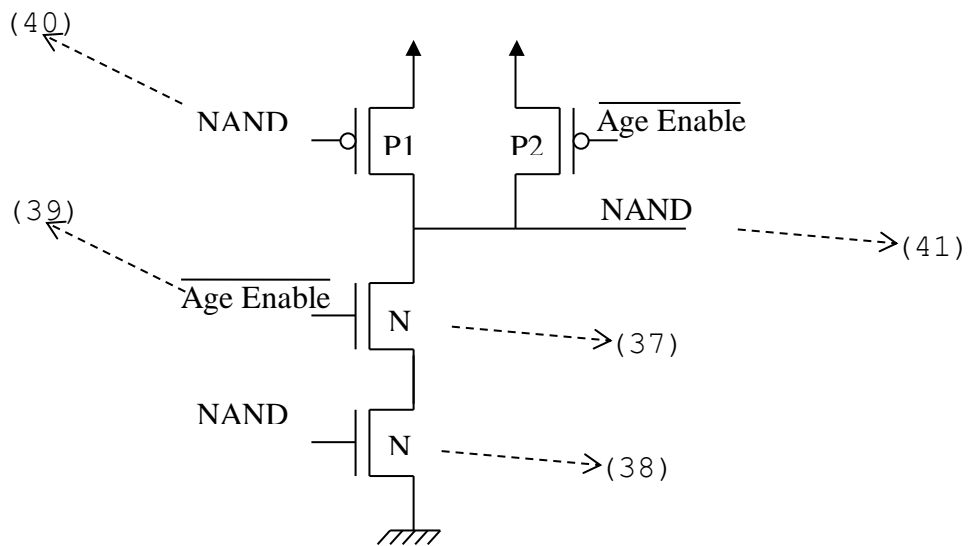 (40)
NAND
P1
P2
Age Enable
(39)
NAND
(41)
Age Enable
N
(37)
NAND
N
(38)